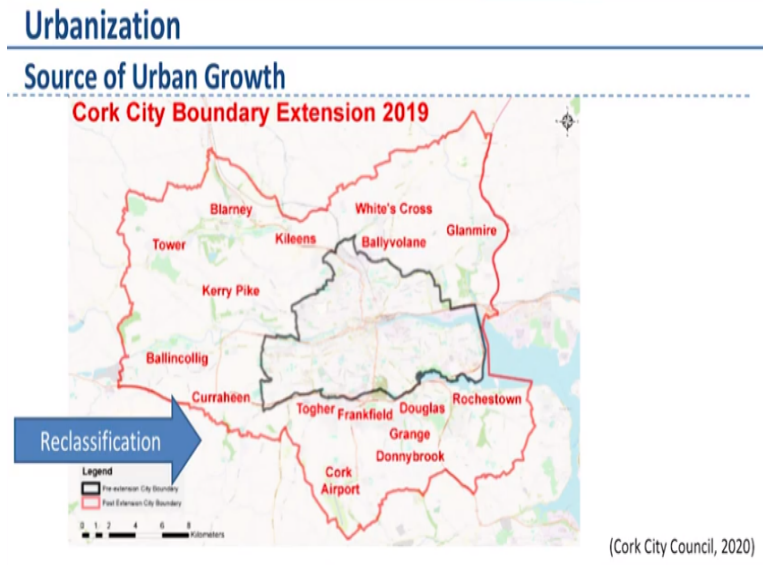 Urbanization
Source of Urban Growth
Cork City Boundary Extension 2019
Blarney
White's Cross
Glanmire
Tower
Kileens
Ballyvolane
Kerry Pike
Ballincollig
Curraheen
Togher
Frankfield
Douglas
Rochestown
Grange
Donnybrook
Cork
Airport
Reclassification
Legend
Pre-extension City Boundary
Post Extension City Boundary
0 1 2 4 6 8
Kilometers
(Cork City Council, 2020)